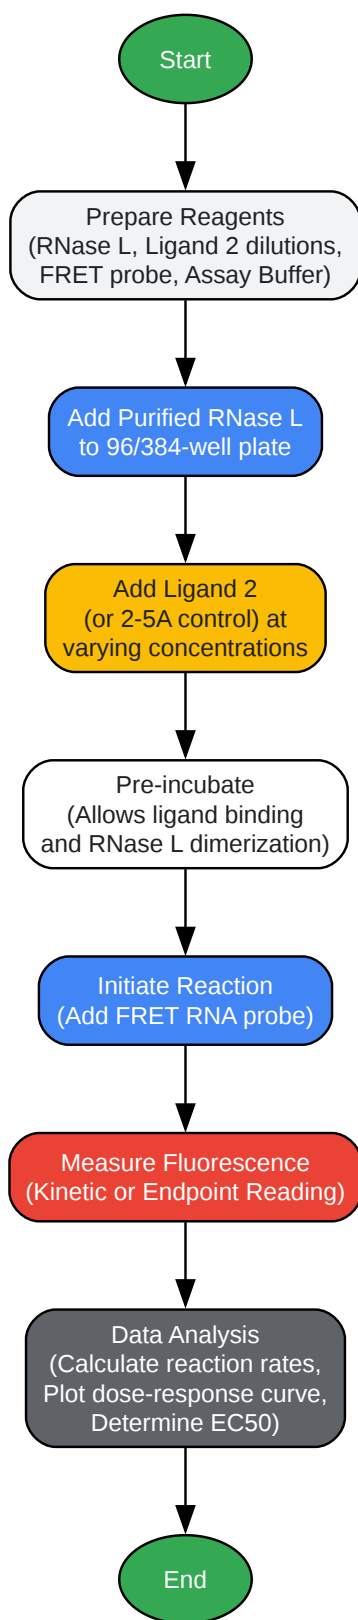 Start
Prepare Reagents
(RNase L, Ligand 2 dilutions,
FRET probe, Assay Buffer)
Add Purified RNase L
to 96/384-well plate
Add Ligand 2
(or 2-5A control) at
varying concentrations
Pre-incubate
(Allows ligand binding
and RNase L dimerization)
Initiate Reaction
(Add FRET RNA probe)
Measure Fluorescence
(Kinetic or Endpoint Reading)
Data Analysis
(Calculate reaction rates,
Plot dose-response curve,
Determine EC50)
End